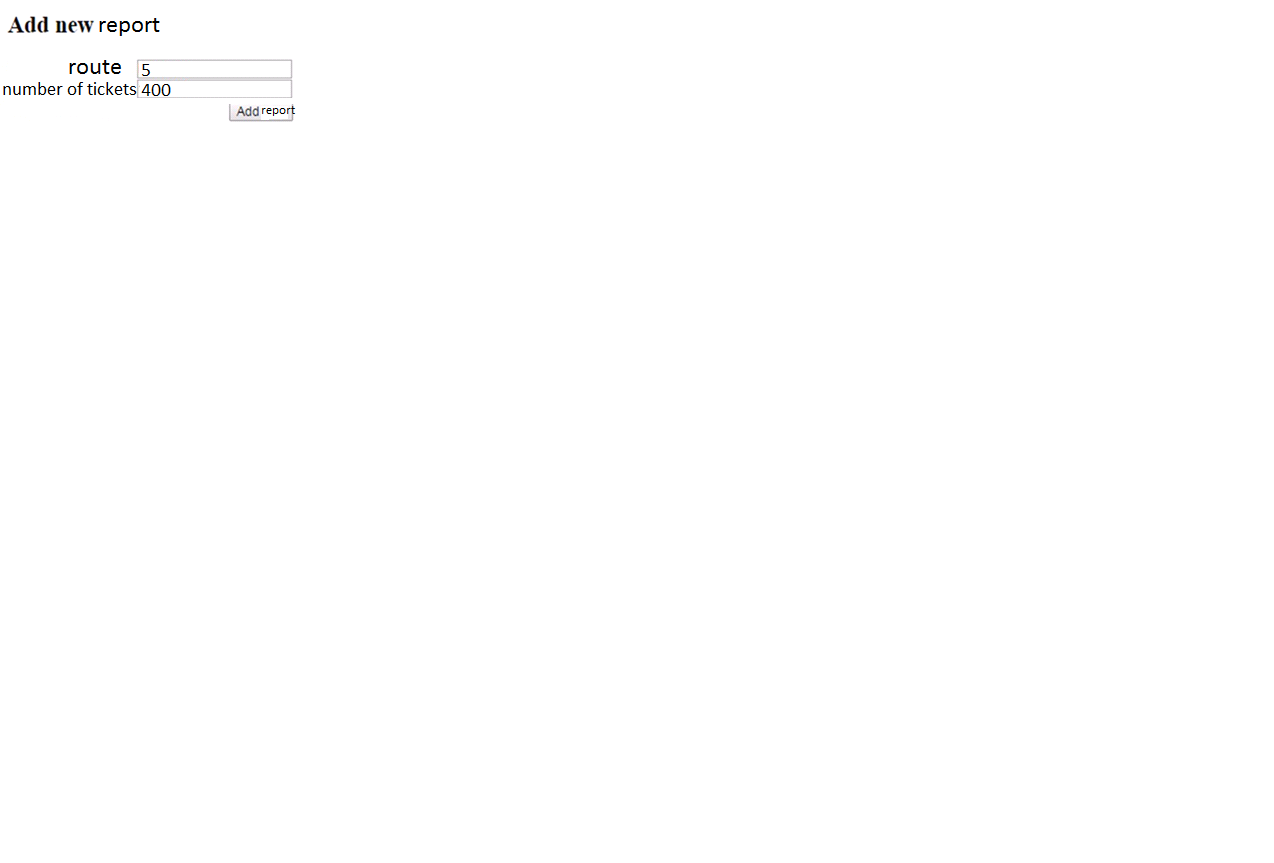 Add new report
route 5
number of tickets 400
Add report